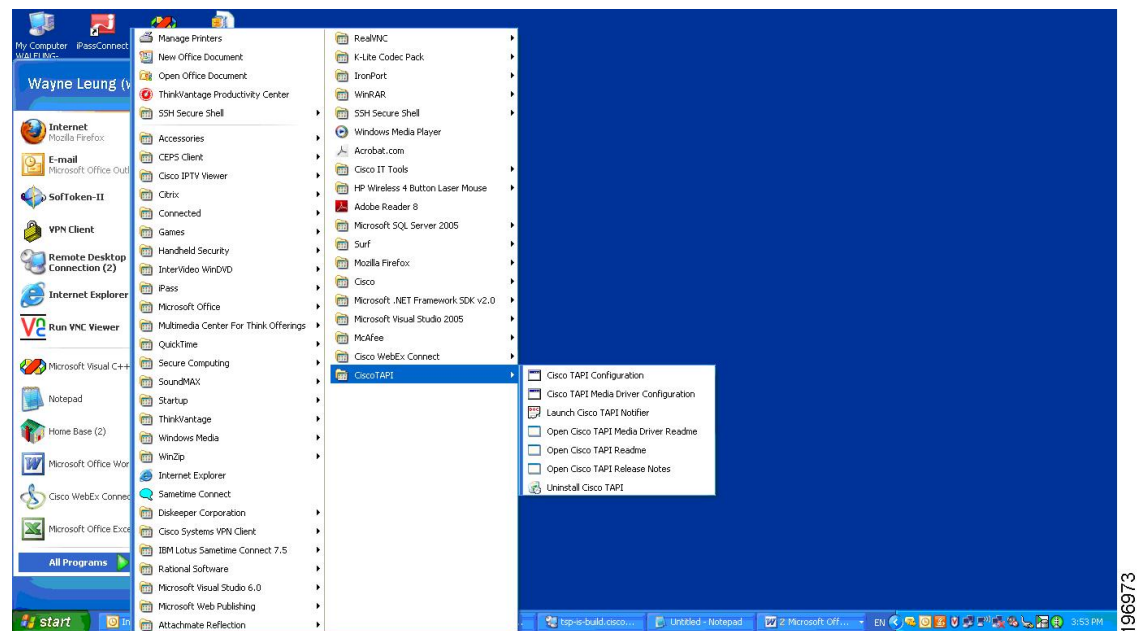 My Computer
iPassConnect
WALEUNG-
Wayne Leung (w
Internet
Mozilla Firefox
E-mail
Microsoft Office Outl
SofToken-II
VPN Client
Remote Desktop
Connection (2)
Internet Explorer
Run VNC Viewer
Microsoft Visual C++
Notepad
Home Base (2)
Microsoft Office Wor
Cisco WebEx Connec
Microsoft Office Exce
All Programs
Manage Printers
New Office Document
Open Office Document
ThinkVantage Productivity Center
SSH Secure Shell
Accessories
CEPS Client
Cisco IPTV Viewer
Citrix
Connected
Games
Handheld Security
InterVideo WinDVD
iPass
Microsoft Office
Multimedia Center For Think Offerings
QuickTime
Secure Computing
SoundMAX
Startup
ThinkVantage
Windows Media
WinZip
Internet Explorer
Sametime Connect
Diskeeper Corporation
Cisco Systems VPN Client
IBM Lotus Sametime Connect 7.5
Rational Software
Microsoft Visual Studio 6.0
Microsoft Web Publishing
Attachmate Reflection
RealVNC
K-Lite Codec Pack
IronPort
WinRAR
SSH Secure Shell
Windows Media Player
Acrobat.com
Cisco IT Tools
HP Wireless 4 Button Laser Mouse
Adobe Reader 8
Microsoft SQL Server 2005
Surf
Mozilla Firefox
Cisco
Microsoft .NET Framework SDK v2.0
Microsoft Visual Studio 2005
McAfee
Cisco WebEx Connect
CiscoTAPI
Cisco TAPI Configuration
Cisco TAPI Media Driver Configuration
Launch Cisco TAPI Notifier
Open Cisco TAPI Media Driver Readme
Open Cisco TAPI Readme
Open Cisco TAPI Release Notes
Uninstall Cisco TAPI
start
In
tsp-is-build.cisco...
Untitled - Notepad
2 Microsoft Off...
EN
3:53 PM
196973